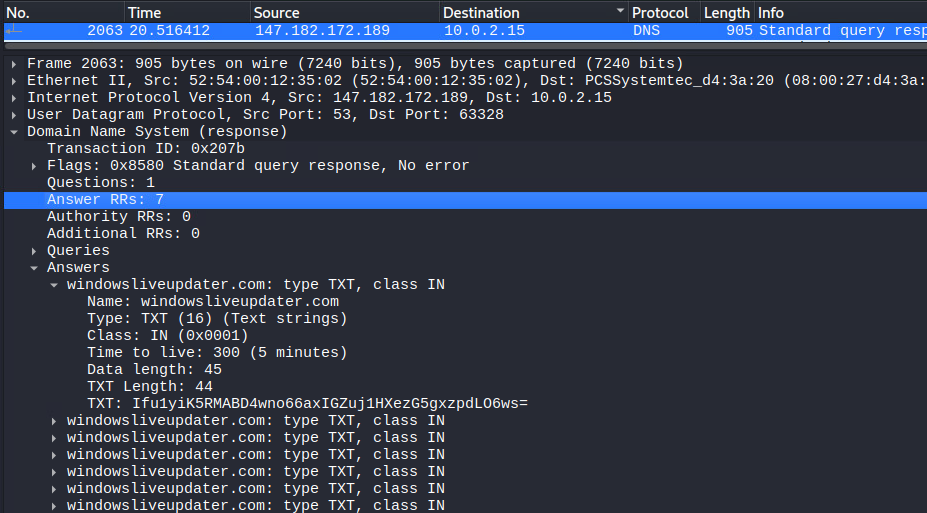 No. Time Source Destination Protocol Length Info
2063 20.516412 147.182.172.189 10.0.2.15 DNS 905 Standard query resp
Frame 2063: 905 bytes on wire (7240 bits), 905 bytes captured (7240 bits)
Ethernet II, Src: 52:54:00:12:35:02 (52:54:00:12:35:02), Dst: PCSSystemtec_d4:3a:20 (08:00:27:d4:3a:
Internet Protocol Version 4, Src: 147.182.172.189, Dst: 10.0.2.15
User Datagram Protocol, Src Port: 53, Dst Port: 63328
Domain Name System (response)
Transaction ID: 0x207b
Flags: 0x8580 Standard query response, No error
Questions: 1
Answer RRs: 7
Authority RRs: 0
Additional RRs: 0
Queries
Answers
windowsliveupdater.com: type TXT, class IN
Name: windowsliveupdater.com
Type: TXT (16) (Text strings)
Class: IN (0x0001)
Time to live: 300 (5 minutes)
Data length: 45
TXT Length: 44
TXT: Ifu1yiK5RMABD4wno66axIGZuj1HXezG5gxzpdLO6ws=
windowsliveupdater.com: type TXT, class IN
windowsliveupdater.com: type TXT, class IN
windowsliveupdater.com: type TXT, class IN
windowsliveupdater.com: type TXT, class IN
windowsliveupdater.com: type TXT, class IN
windowsliveupdater.com: type TXT, class IN